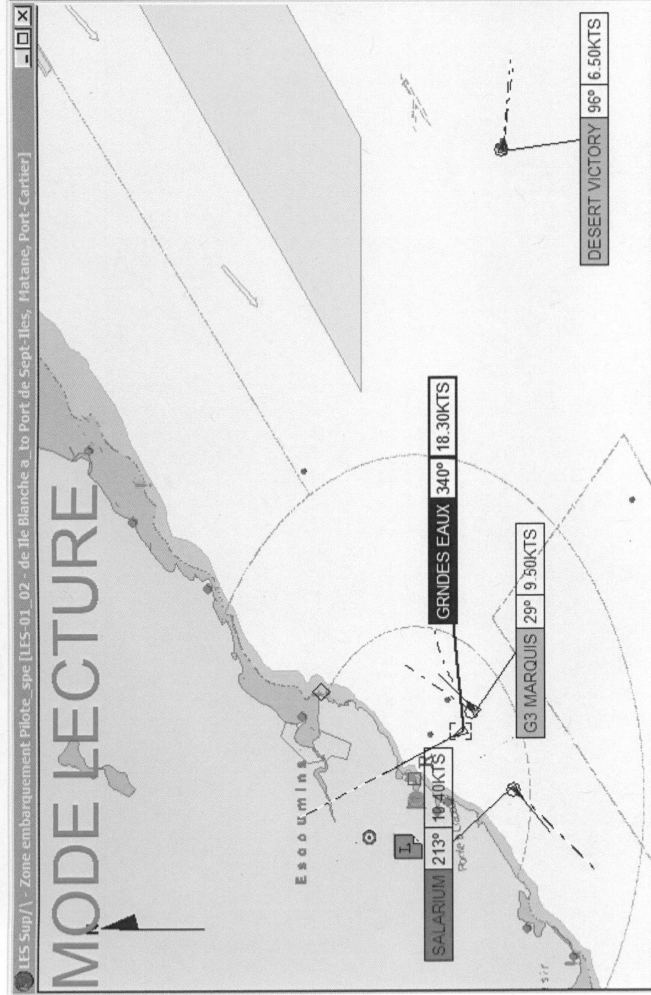 LES Sup/\ - Zone embarquement Pilote_spe [LES-01_02 - de Ile Blanche a_to Port de Sept-Iles, Matane, Port-Cartier]
MODE LECTURE
Escoumins
L
R
SALARIUM 213° 10.40KTS
GRNDES EAUX 340° 18.30KTS
G3 MARQUIS 29° 9.50KTS
DESERT VICTORY 96° 6.50KTS